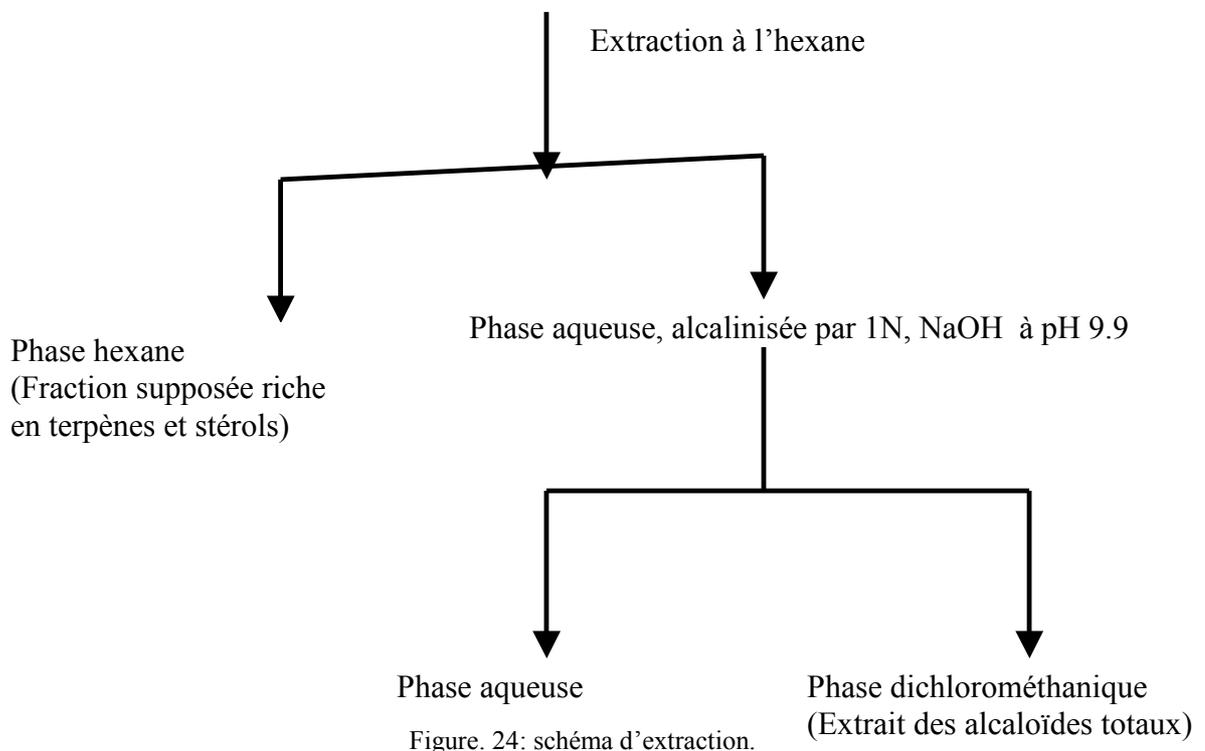 Extraction à l’hexane
Phase aqueuse, alcalinisée par 1N, NaOH à pH 9.9
Phase hexane
(Fraction supposée riche
en terpènes et stérols)
Phase aqueuse
Phase dichlorométhanique
(Extrait des alcaloïdes totaux)
Figure. 24: schéma d’extraction.